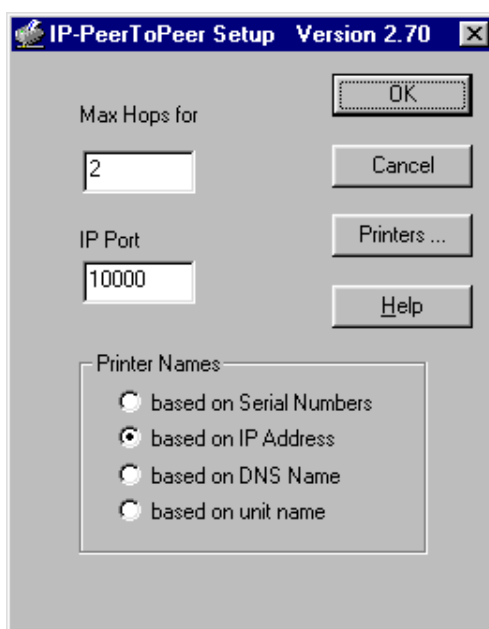 IP-PeerToPeer Setup Version 2.70
OK
Max Hops for
2
Cancel
IP Port
Printers ...
10000
Help
Printer Names
based on Serial Numbers
based on IP Address
based on DNS Name
based on unit name